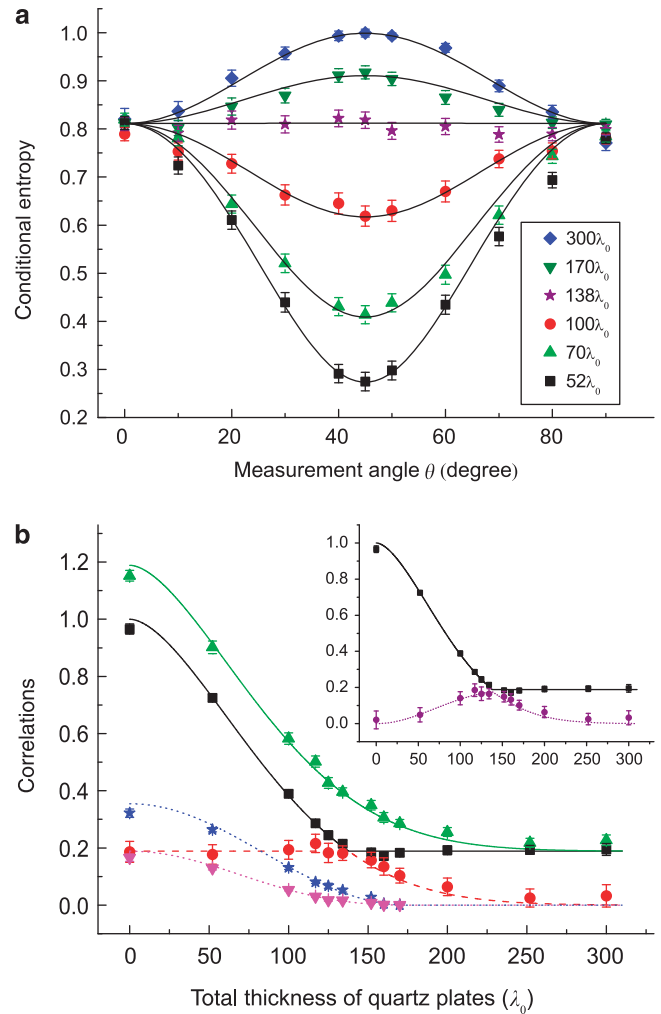 a
1.0
0.9
0.8
0.7
0.6
0.5
0.4
0.3
0.2
Conditional entropy
300λ₀
170λ₀
138λ₀
100λ₀
70λ₀
52λ₀
0 20 40 60 80
Measurement angle θ (degree)
b
1.2
1.0
0.8
0.6
0.4
0.2
0.0
Correlations
1.0
0.8
0.6
0.4
0.2
0.0
0 50 100 150 200 250 300
0 50 100 150 200 250 300
Total thickness of quartz plates (λ₀)